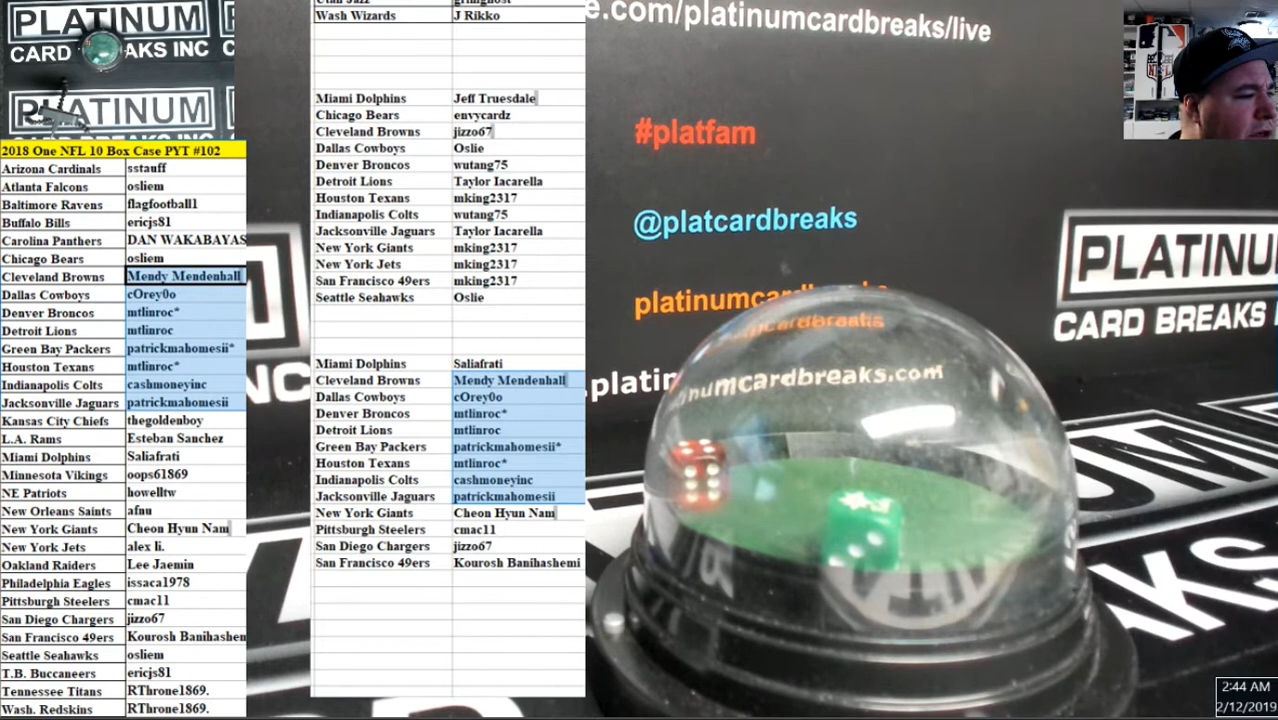 PLATINUM
CARD BREAKS INC
PLATINUM
2018 One NFL 10 Box Case PYT #102
Arizona Cardinals sstauff
Atlanta Falcons osliem
Baltimore Ravens flagfootball1
Buffalo Bills ericjs81
Carolina Panthers DAN WAKABAYAS
Chicago Bears osliem
Cleveland Browns Mendy Mendenhall
Dallas Cowboys cOrey0o
Denver Broncos mtlinroc*
Detroit Lions mtlinroc
Green Bay Packers patrickmahomesii*
Houston Texans mtlinroc*
Indianapolis Colts cashmoneyinc
Jacksonville Jaguars patrickmahomesii
Kansas City Chiefs thegoldenboy
L.A. Rams Esteban Sanchez
Miami Dolphins Saliafrati
Minnesota Vikings oops61869
NE Patriots howelltw
New Orleans Saints afnu
New York Giants Cheon Hyun Nam
New York Jets alex li.
Oakland Raiders Lee Jaemin
Philadelphia Eagles issaca1978
Pittsburgh Steelers cmac11
San Diego Chargers jizzo67
San Francisco 49ers Kourosh Banihashem
Seattle Seahawks osliem
T.B. Buccaneers ericjs81
Tennessee Titans RThrone1869.
Wash. Redskins RThrone1869.
Wash Wizards J Rikko
Miami Dolphins Jeff Truesdale
Chicago Bears envycardz
Cleveland Browns jizzo67
Dallas Cowboys Oslie
Denver Broncos wutang75
Detroit Lions Taylor Iacarella
Houston Texans mking2317
Indianapolis Colts wutang75
Jacksonville Jaguars Taylor Iacarella
New York Giants mking2317
New York Jets mking2317
San Francisco 49ers mking2317
Seattle Seahawks Oslie
Miami Dolphins Saliafrati
Cleveland Browns Mendy Mendenhall
Dallas Cowboys cOrey0o
Denver Broncos mtlinroc*
Detroit Lions mtlinroc
Green Bay Packers patrickmahomesii*
Houston Texans mtlinroc*
Indianapolis Colts cashmoneyinc
Jacksonville Jaguars patrickmahomesii
New York Giants Cheon Hyun Nam
Pittsburgh Steelers cmac11
San Diego Chargers jizzo67
San Francisco 49ers Kourosh Banihashemi
e.com/platinumcardbreaks/live
#platfam
@platcardbreaks
platinumcardbreaks
numcardbreaks.com
PLATINU
CARD BREAKS
2:44 AM
2/12/2019